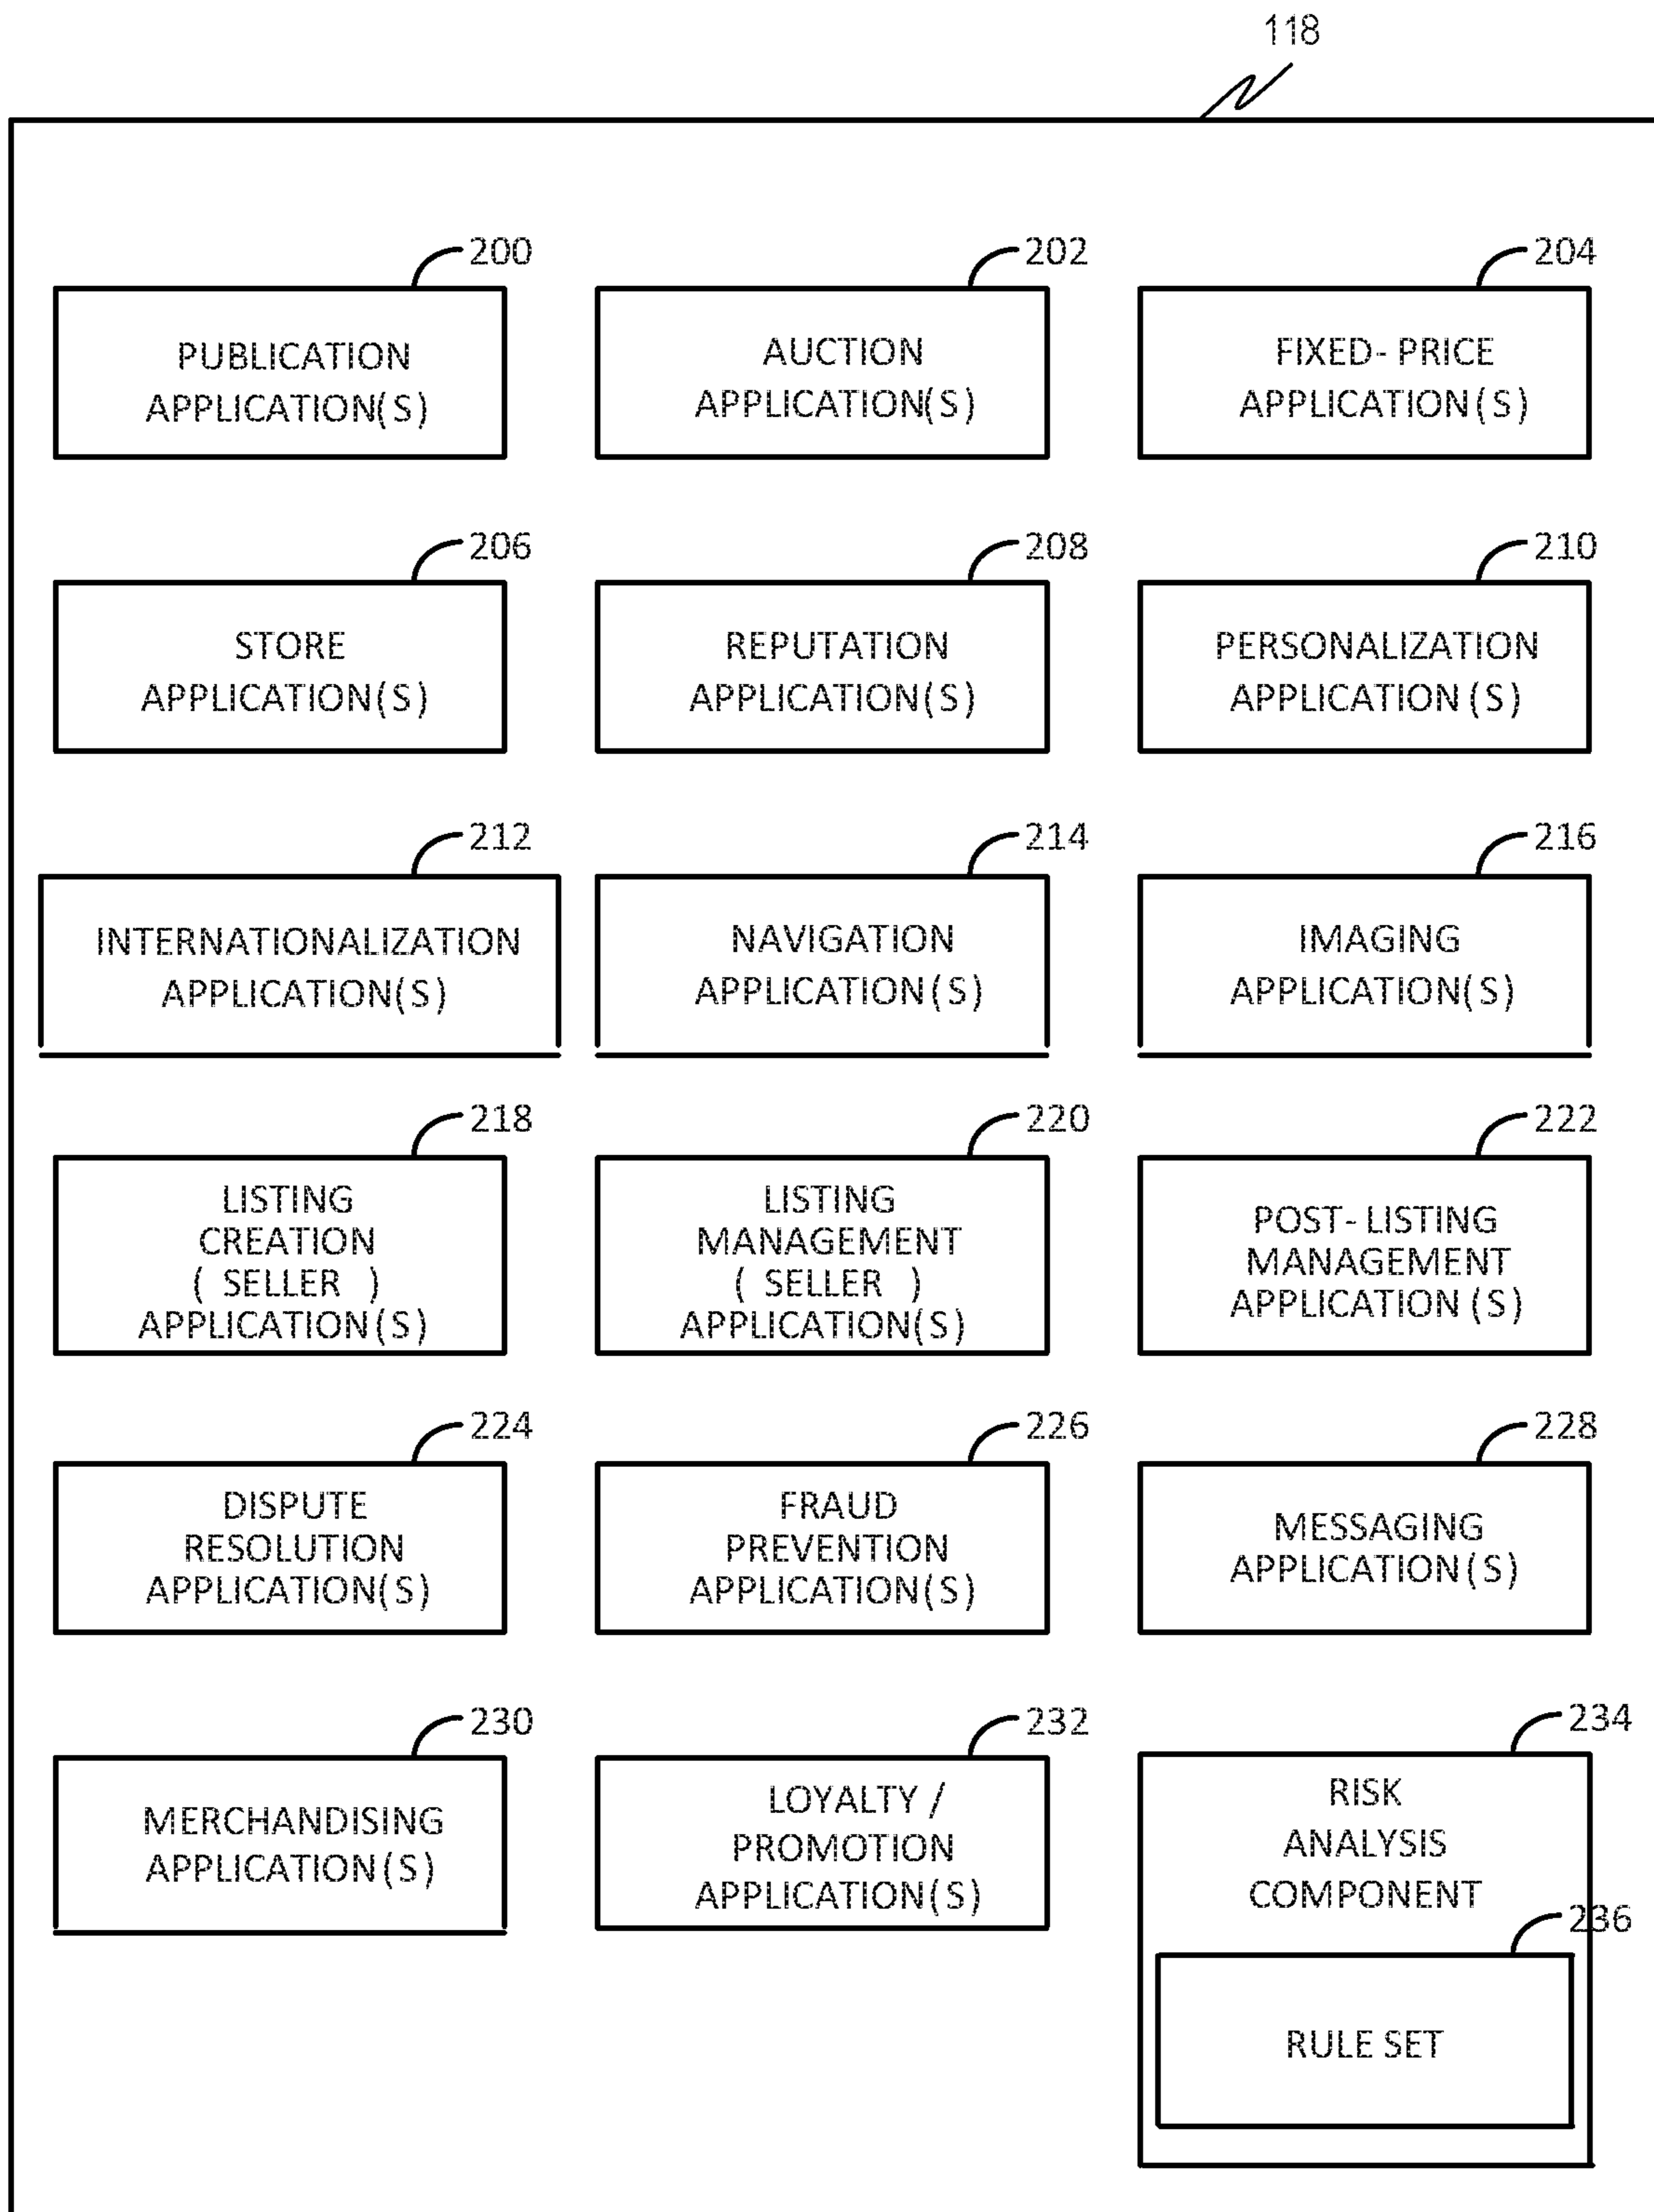 118
200
202
204
PUBLICATION
APPLICATION(S)
AUCTION
APPLICATION(S)
FIXED- PRICE
APPLICATION(S)
206
208
210
STORE
APPLICATION(S)
REPUTATION
APPLICATION(S)
PERSONALIZATION
APPLICATION (S)
212
214
216
INTERNATIONALIZATION
APPLICATION(S)
NAVIGATION
APPLICATION(S)
IMAGING
APPLICATION(S)
218
220
222
LISTING
CREATION
( SELLER )
APPLICATION(S)
LISTING
MANAGEMENT
( SELLER )
APPLICATION(S)
POST- LISTING
MANAGEMENT
APPLICATION (S)
224
226
228
DISPUTE
RESOLUTION
APPLICATION(S)
FRAUD
PREVENTION
APPLICATION(S)
MESSAGING
APPLICATION(S)
230
232
234
MERCHANDISING
APPLICATION(S)
LOYALTY /
PROMOTION
APPLICATION(S)
RISK
ANALYSIS
COMPONENT
236
RULE SET